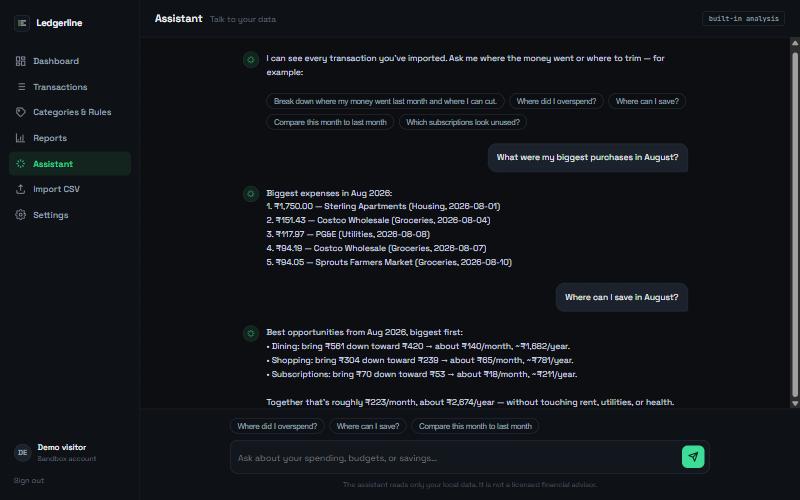 Ledgerline
Assistant Talk to your data
built-in analysis
Dashboard
Transactions
Categories & Rules
Reports
Assistant
Import CSV
Settings
I can see every transaction you've imported. Ask me where the money went or where to trim — for
example:
Break down where my money went last month and where I can cut.
Where did I overspend?
Where can I save?
Compare this month to last month
Which subscriptions look unused?
What were my biggest purchases in August?
Biggest expenses in Aug 2026:
1. ₹1,750.00 — Sterling Apartments (Housing, 2026-08-01)
2. ₹151.43 — Costco Wholesale (Groceries, 2026-08-04)
3. ₹117.97 — PG&E (Utilities, 2026-08-08)
4. ₹94.19 — Costco Wholesale (Groceries, 2026-08-07)
5. ₹94.05 — Sprouts Farmers Market (Groceries, 2026-08-10)
Where can I save in August?
Best opportunities from Aug 2026, biggest first:
• Dining: bring ₹561 down toward ₹420 → about ₹140/month, ~₹1,682/year.
• Shopping: bring ₹304 down toward ₹239 → about ₹65/month, ~₹781/year.
• Subscriptions: bring ₹70 down toward ₹53 → about ₹18/month, ~₹211/year.
Together that's roughly ₹223/month, about ₹2,674/year — without touching rent, utilities, or health.
Where did I overspend?
Where can I save?
Compare this month to last month
Ask about your spending, budgets, or savings...
The assistant reads only your local data. It is not a licensed financial advisor.
DE
Demo visitor
Sandbox account
Sign out